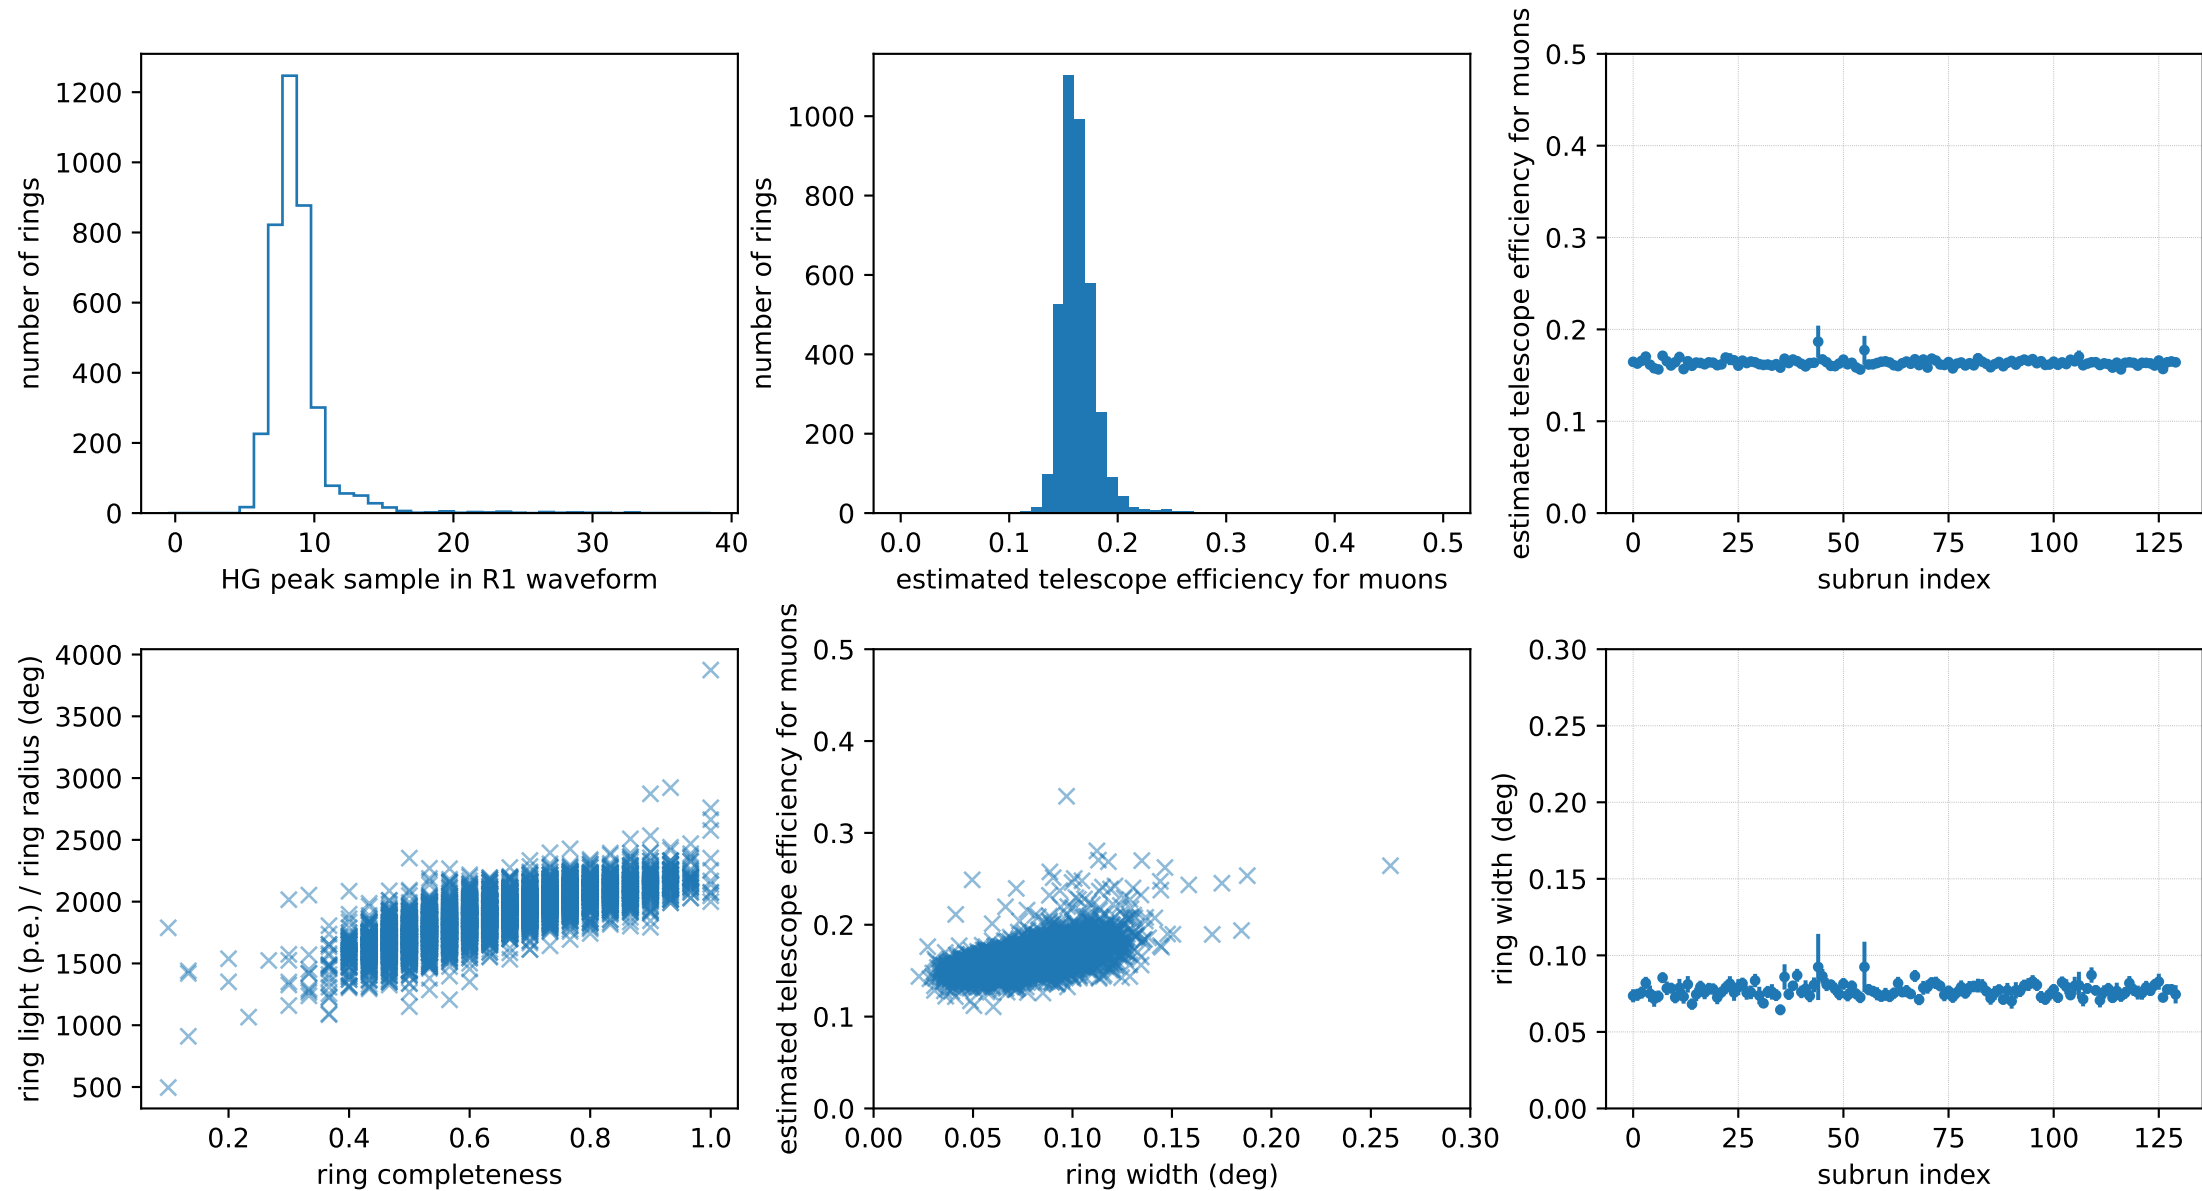 number of rings
1200
1000
800
600
400
200
0
0 10 20 30 40
HG peak sample in R1 waveform
number of rings
1000
800
600
400
200
0
0.0 0.1 0.2 0.3 0.4 0.5
estimated telescope efficiency for muons
estimated telescope efficiency for muons
0.5
0.4
0.3
0.2
0.1
0.0
0 25 50 75 100 125
subrun index
ring light (p.e.) / ring radius (deg)
4000
3500
3000
2500
2000
1500
1000
500
0.2 0.4 0.6 0.8 1.0
ring completeness
estimated telescope efficiency for muons
0.5
0.4
0.3
0.2
0.1
0.0
0.00 0.05 0.10 0.15 0.20 0.25 0.30
ring width (deg)
ring width (deg)
0.30
0.25
0.20
0.15
0.10
0.05
0.00
0 25 50 75 100 125
subrun index